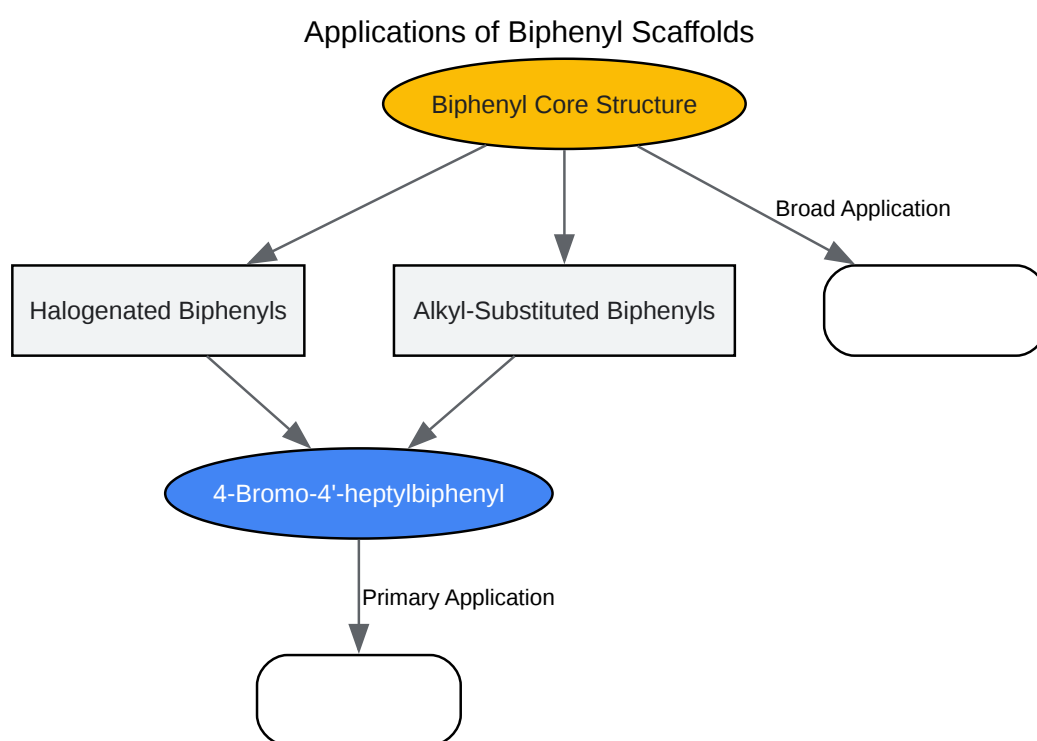 Applications of Biphenyl Scaffolds
Biphenyl Core Structure
Broad Application
Halogenated Biphenyls
Alkyl-Substituted Biphenyls
4-Bromo-4'-heptylbiphenyl
Primary Application